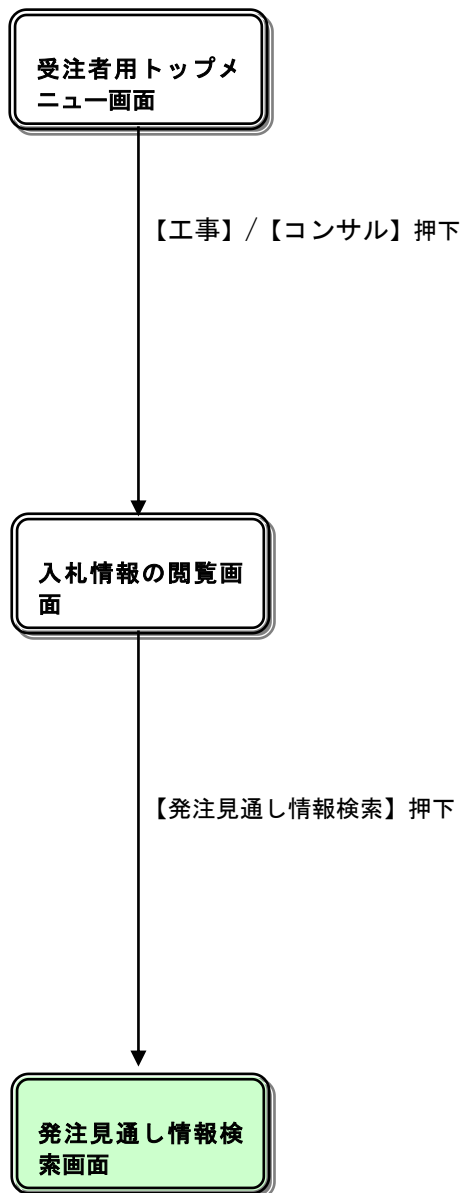 受注者用トップメ
ニュー画面
【工事】/【コンサル】押下
入札情報の閲覧画
面
【発注見通し情報検索】押下
発注見通し情報検
索画面